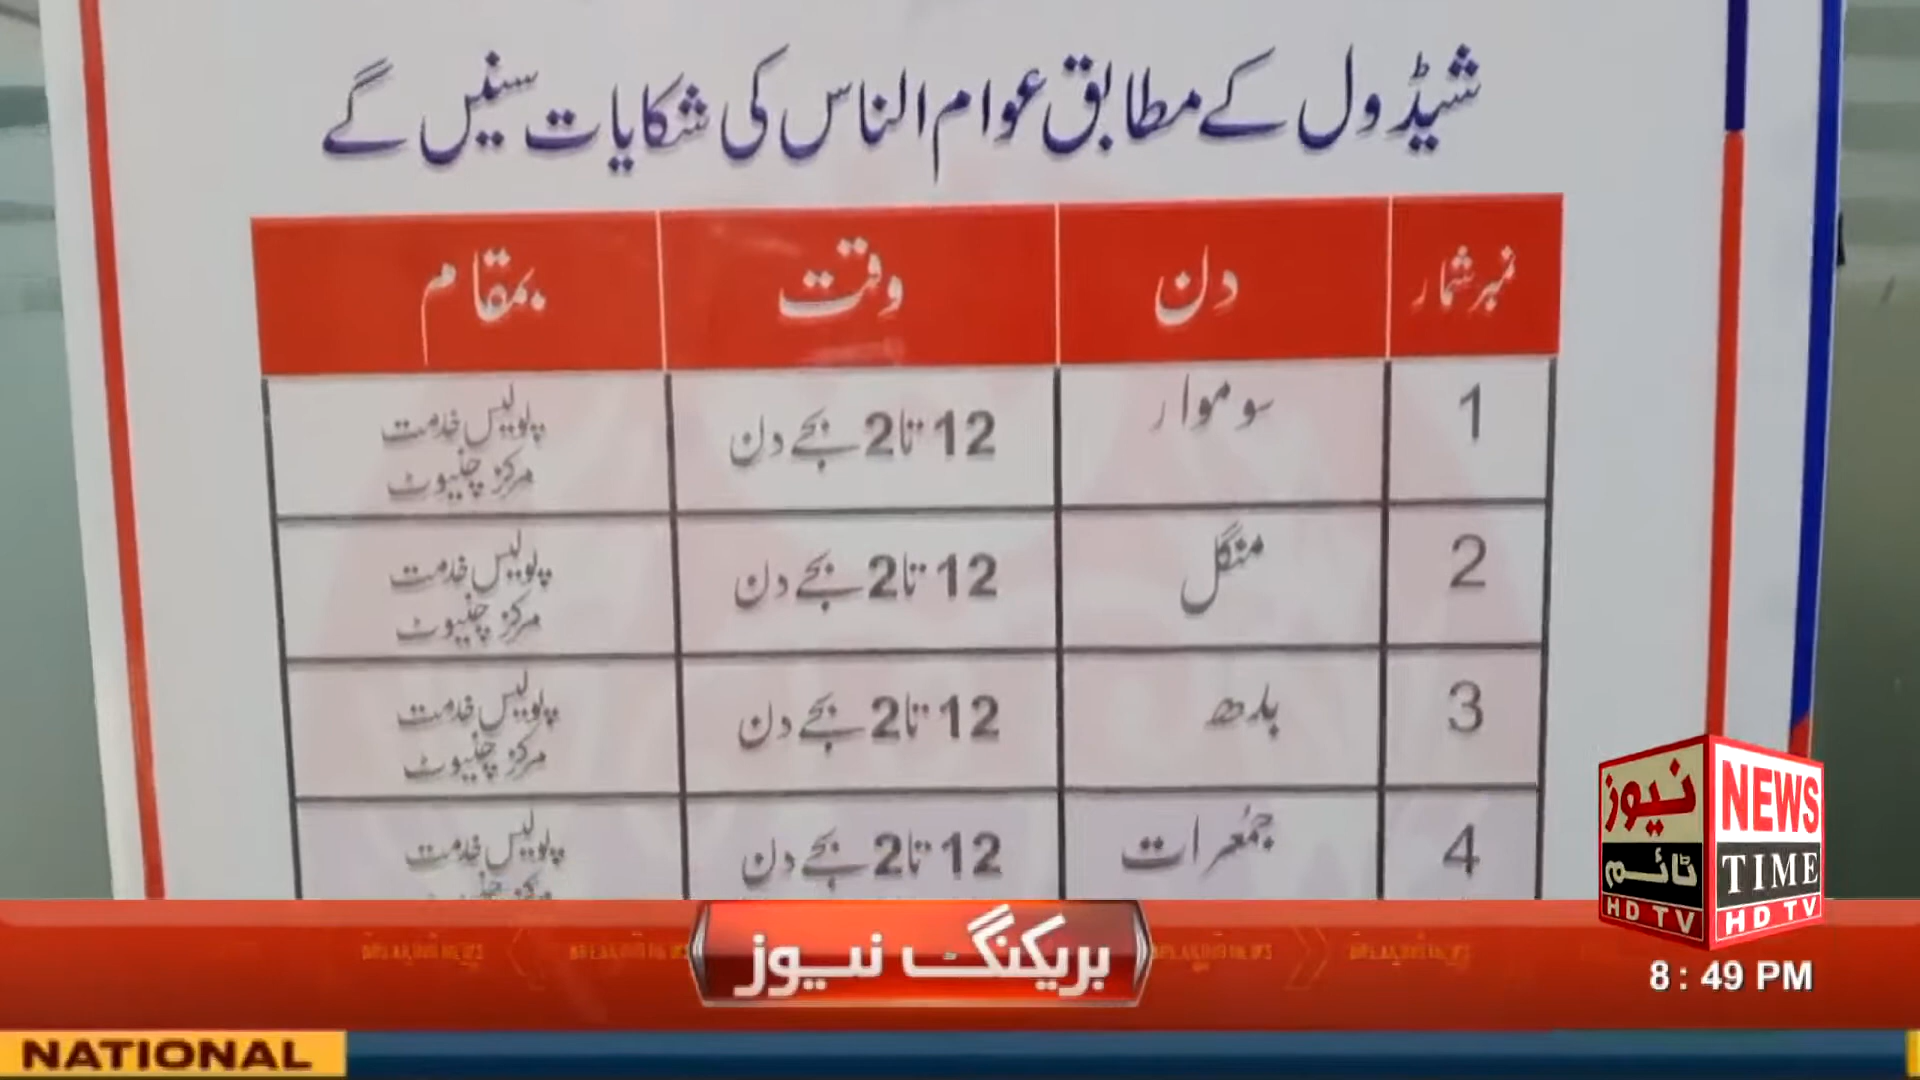 شیڈول کے مطابق عوام الناس کی شکایات سنیں گے
نمبر شمار دن وقت بمقام
1 سوموار 12 تا 2 بجے دن پولیس خدمت
مرکز چنیوٹ
2 منگل 12 تا 2 بجے دن پولیس خدمت
مرکز چنیوٹ
3 بدھ 12 تا 2 بجے دن پولیس خدمت
مرکز چنیوٹ
4 جمعرات 12 تا 2 بجے دن پولیس خدمت
نیوز
ٹائم
HD TV
NEWS
TIME
HD TV
بریکنگ نیوز
8:49 PM
NATIONAL